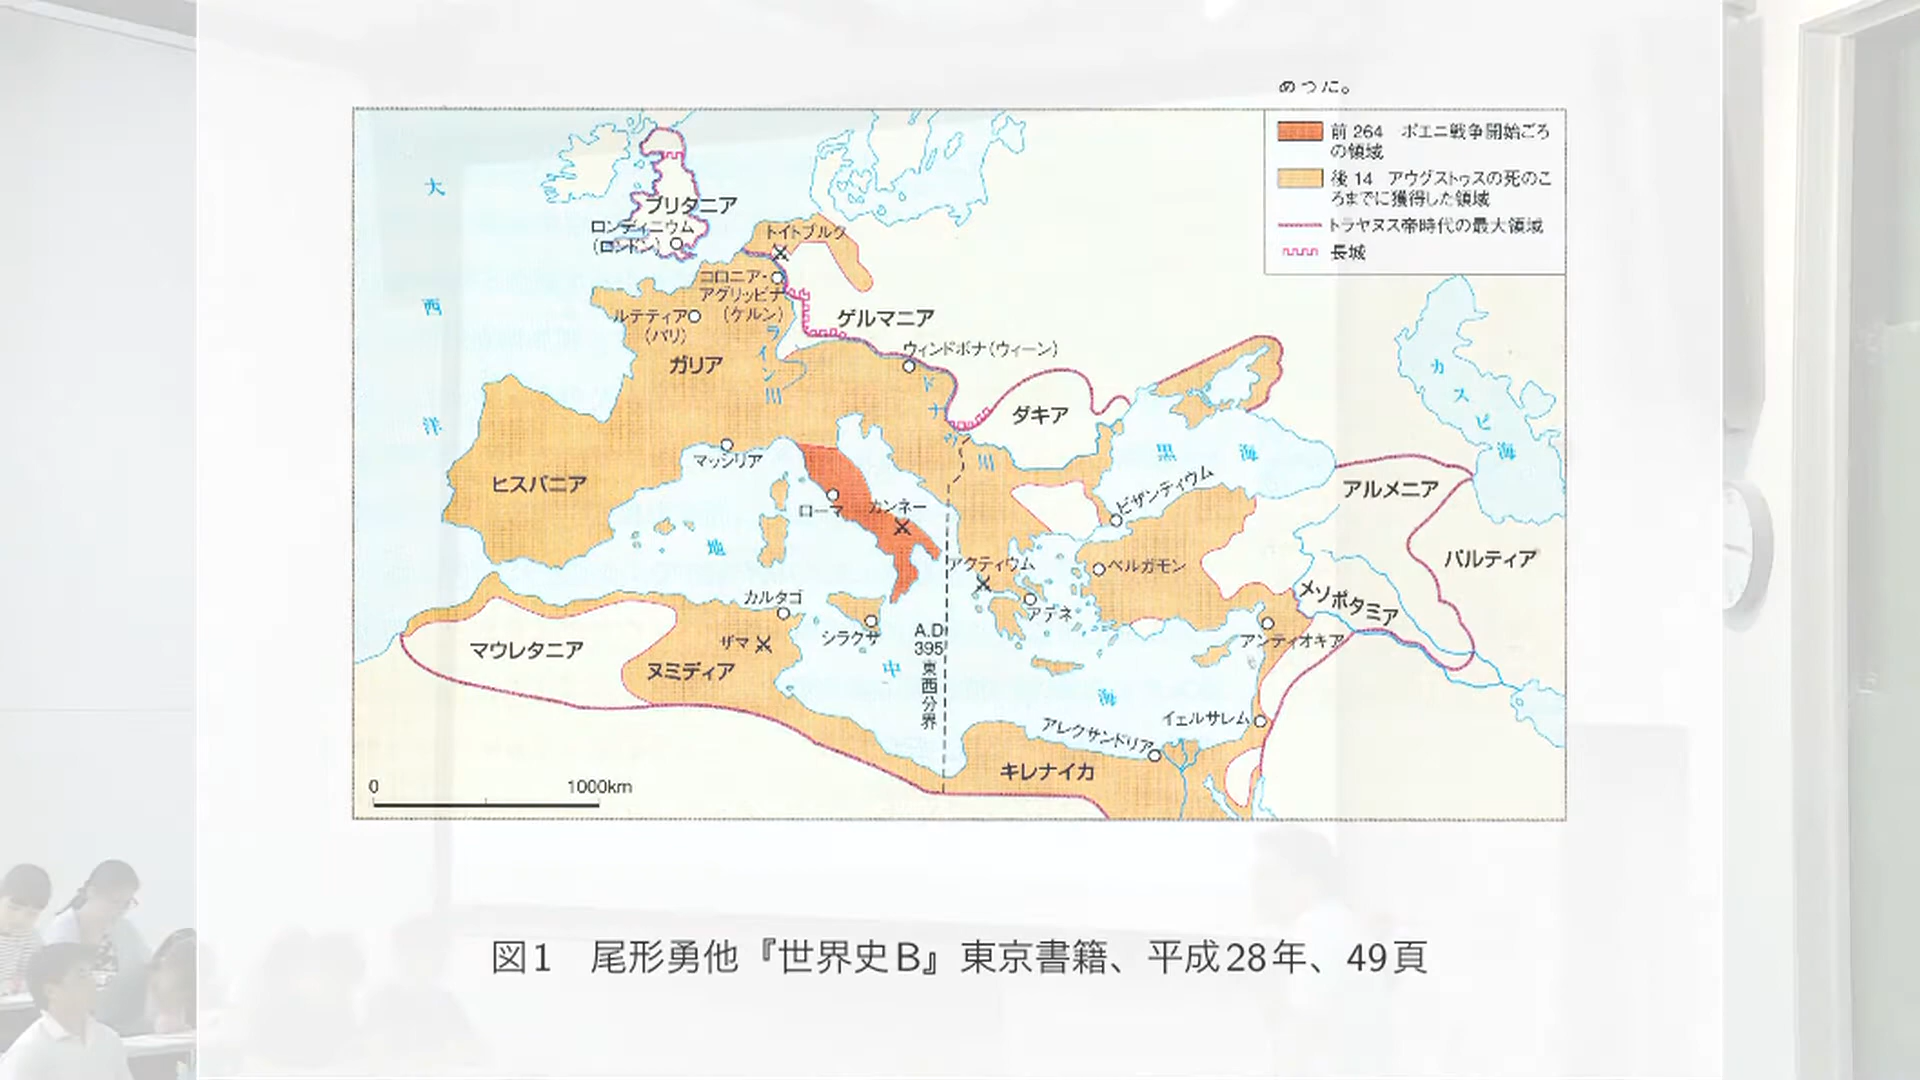 めつた。
前264 ポエニ戦争開始ごろ
の領域
後14 アウグストゥスの死のこ
ろまでに獲得した領域
トラヤヌス帝時代の最大領域
長城
大
西
洋
ブリタニア
ロンディニウム
(ロンドン)
トイトブルク
コロニア・
アグリッピナ
(ケルン)
ルテティア
(パリ)
ライン川
ガリア
ゲルマニア
ウィンドボナ(ウィーン)
ドナウ
川
ダキア
黒 海
カスピ海
ヒスパニア
マッシリア
ローマ
カンネー
ビザンティウム
アルメニア
パルティア
メソポタミア
地
中
海
アクティウム
ペルガモン
アテネ
アンティオキア
カルタゴ
ザマ
シラクサ
マウレタニア
ヌミディア
A.D
395
東西分界
アレクサンドリア
イェルサレム
キレナイカ
0 1000km
図1 尾形勇他『世界史B』東京書籍、平成28年、49頁